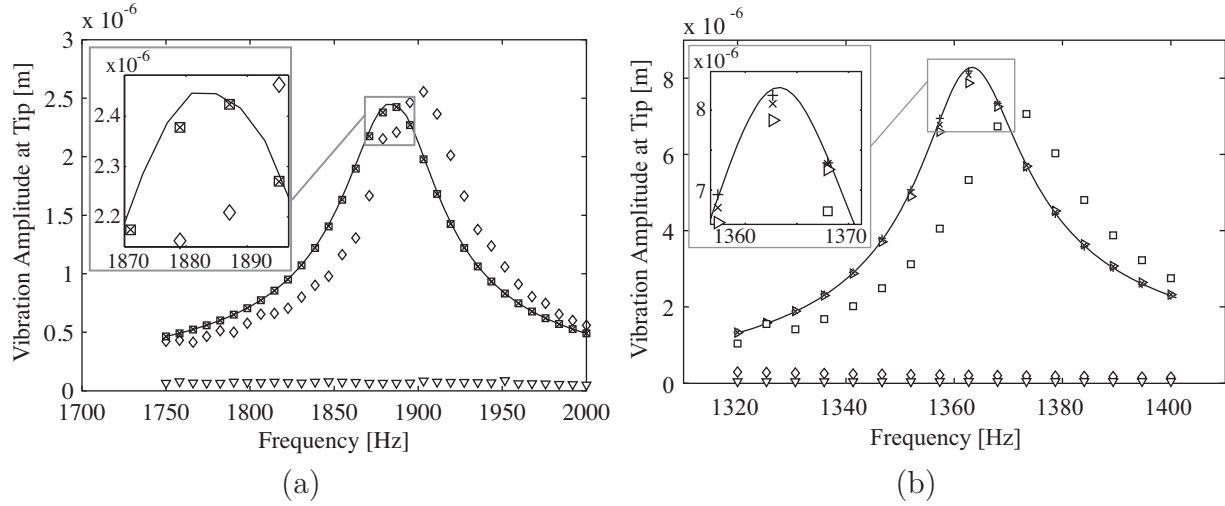 x 10⁻⁶
3
2.5
2
1.5
1
0.5
0
Vibration Amplitude at Tip [m]
x10⁻⁶
2.4
2.3
2.2
1870 1880 1890
1700 1750 1800 1850 1900 1950 2000
Frequency [Hz]
(a)
x 10⁻⁶
8
6
4
2
0
Vibration Amplitude at Tip [m]
x10⁻⁶
8
7
1360 1370
1320 1340 1360 1380 1400
Frequency [Hz]
(b)